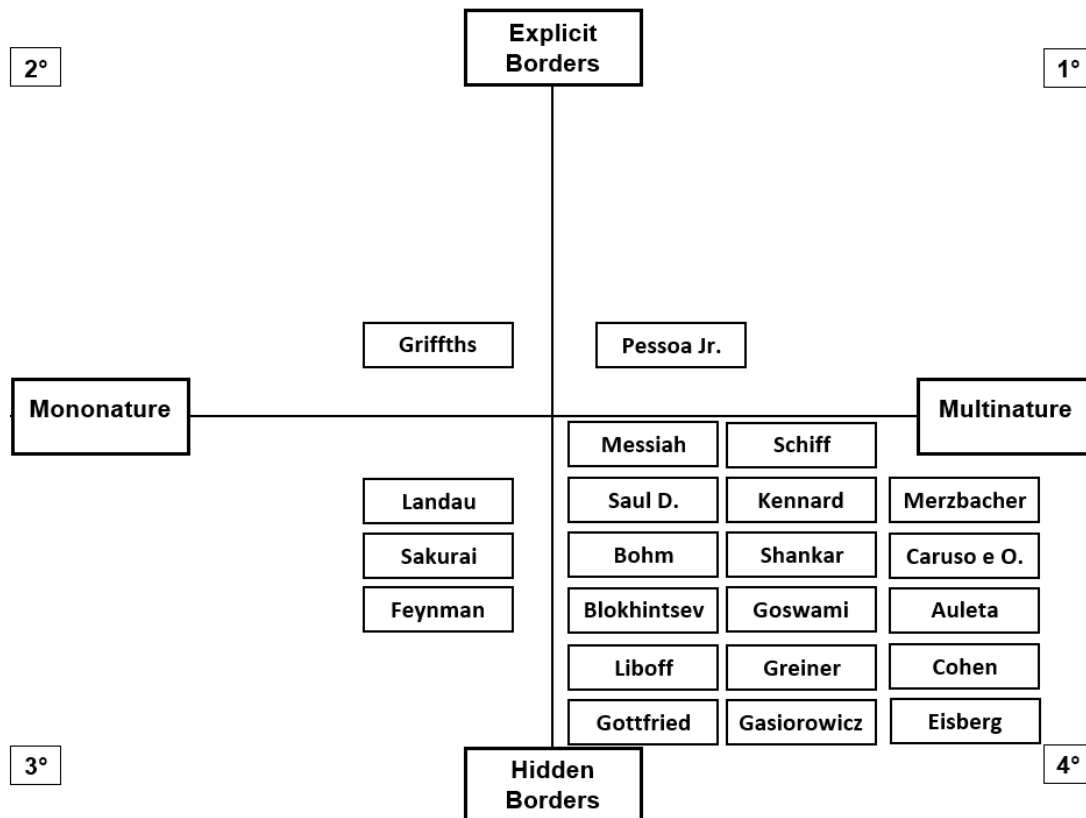 Explicit
Borders
2°
1°
Griffths
Pessoa Jr.
Mononature
Multinature
Messiah
Schiff
Landau
Saul D.
Kennard
Merzbacher
Sakurai
Bohm
Shankar
Caruso e O.
Feynman
Blokhintsev
Goswami
Auleta
Liboff
Greiner
Cohen
Gottfried
Gasiorowicz
Eisberg
3°
4°
Hidden
Borders